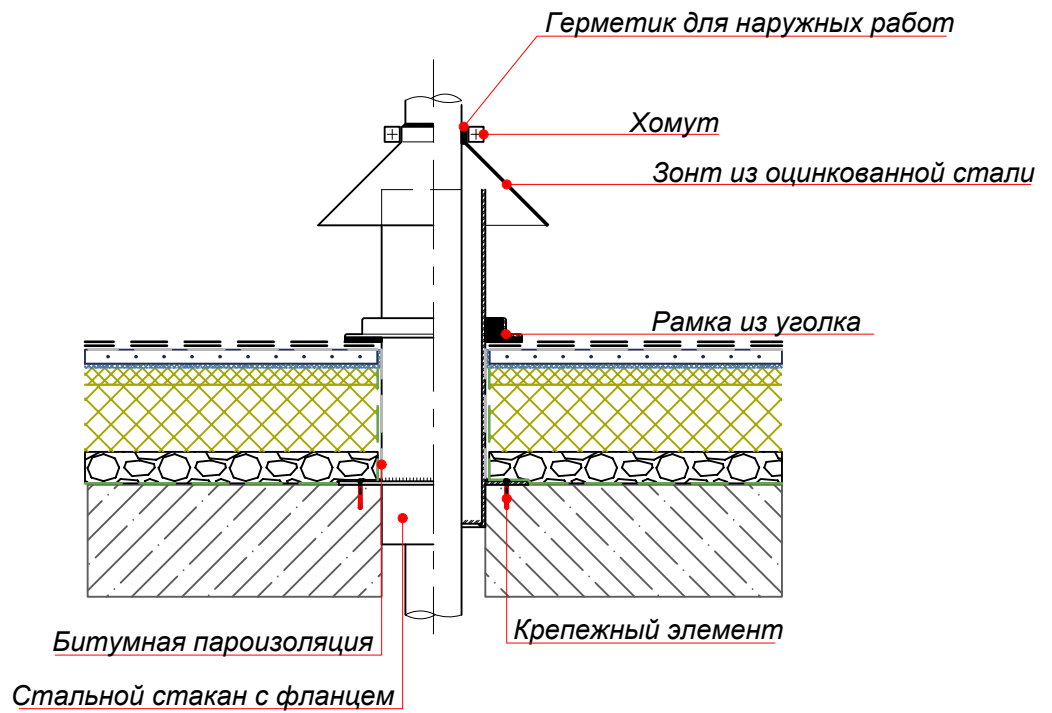 Герметик для наружных работ
Хомут
Зонт из оцинкованной стали
Рамка из уголка
Крепежный элемент
Битумная пароизоляция
Стальной стакан с фланцем